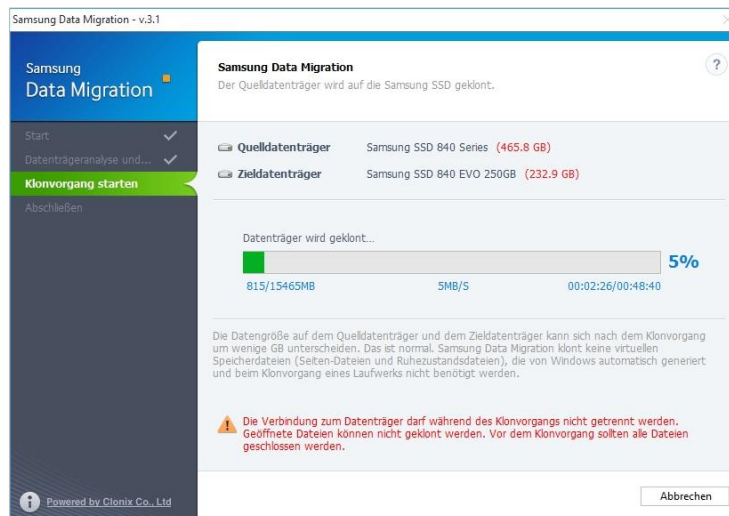 Samsung Data Migration - v.3.1
Samsung
Data Migration
Start
Datenträgeranalyse und...
Klonvorgang starten
Abschließen
Powered by Clonix Co., Ltd
Samsung Data Migration
Der Quelldatenträger wird auf die Samsung SSD geklont.
?
Quelldatenträger Samsung SSD 840 Series (465.8 GB)
Zieldatenträger Samsung SSD 840 EVO 250GB (232.9 GB)
Datenträger wird geklont...
5%
815/15465MB 5MB/S 00:02:26/00:48:40
Die Datengröße auf dem Quelldatenträger und dem Zieldatenträger kann sich nach dem Klonvorgang
um wenige GB unterscheiden. Das ist normal. Samsung Data Migration klont keine virtuellen
Speicherdateien (Seiten-Dateien und Ruhezustandsdateien), die von Windows automatisch generiert
und beim Klonvorgang eines Laufwerks nicht benötigt werden.
Die Verbindung zum Datenträger darf während des Klonvorgangs nicht getrennt werden.
Geöffnete Dateien können nicht geklont werden. Vor dem Klonvorgang sollten alle Dateien
geschlossen werden.
Abbrechen